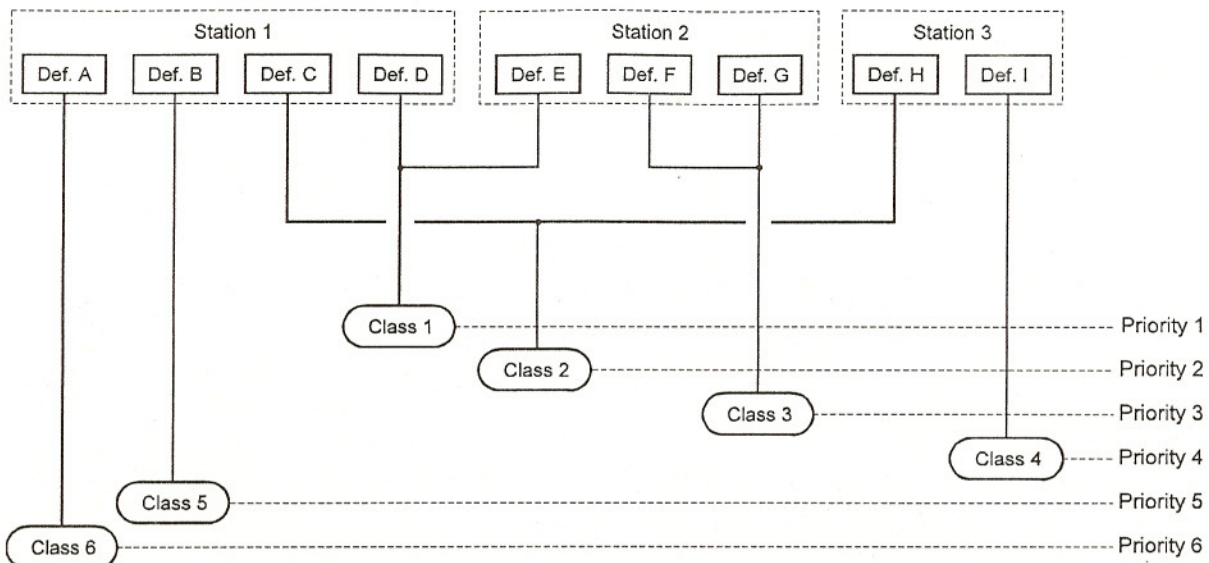 Station 1 Station 2 Station 3
Def. A Def. B Def. C Def. D Def. E Def. F Def. G Def. H Def. I
Class 1 Priority 1
Class 2 Priority 2
Class 3 Priority 3
Class 4 Priority 4
Class 5 Priority 5
Class 6 Priority 6